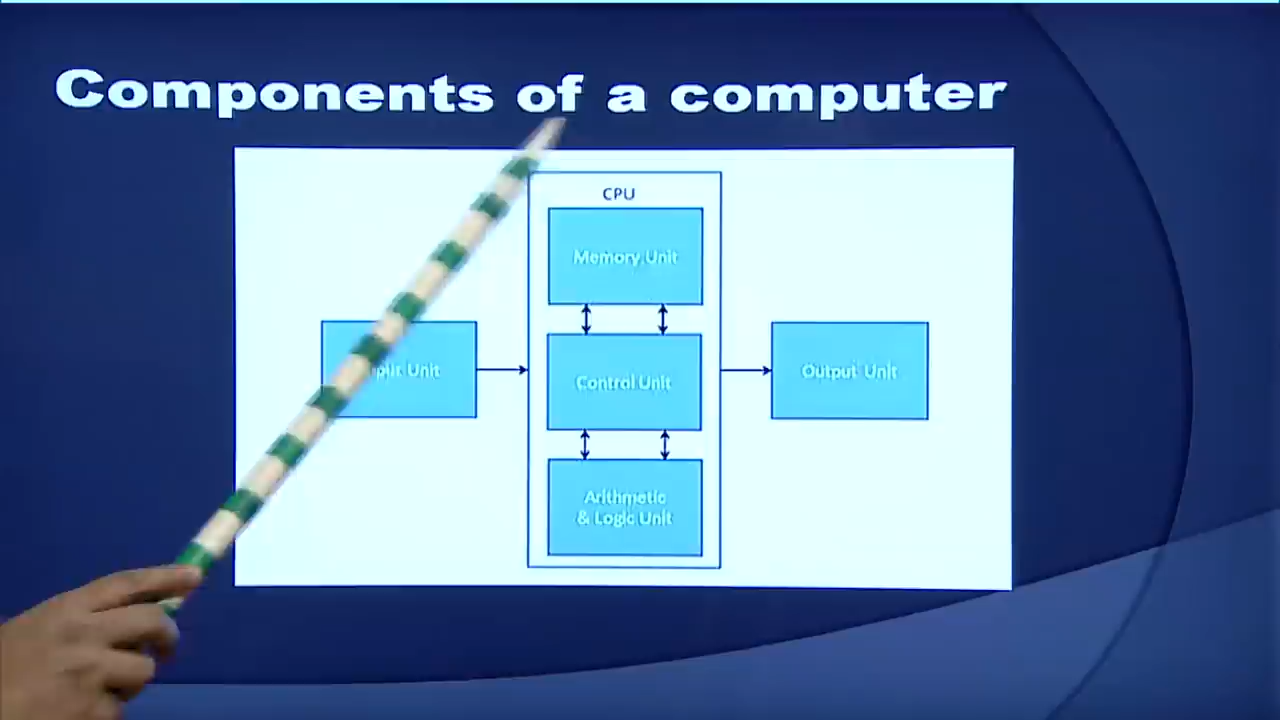 Components of a computer
CPU
Memory Unit
Unit
Control Unit
Output Unit
Arithmetic
& Logic Unit